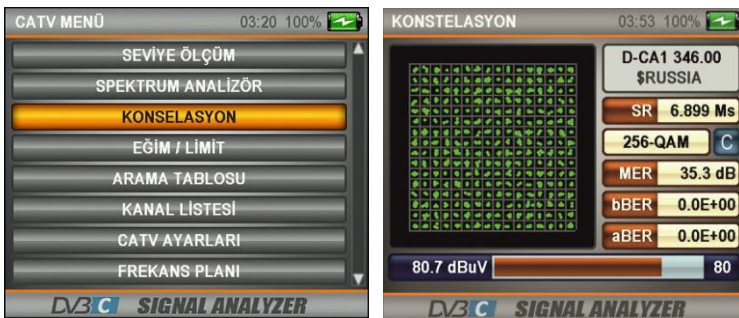 CATV MENÜ 03:20 100%
SEVİYE ÖLÇÜM
SPEKTRUM ANALİZÖR
KONSELASYON
EĞİM / LİMİT
ARAMA TABLOSU
KANAL LİSTESİ
CATV AYARLARI
FREKANS PLANI
DVB C SIGNAL ANALYZER
KONSTELASYON 03:53 100%
D-CA1 346.00
$RUSSIA
SR 6.899 Ms
256-QAM C
MER 35.3 dB
bBER 0.0E+00
aBER 0.0E+00
80.7 dBuV 80
DVB C SIGNAL ANALYZER